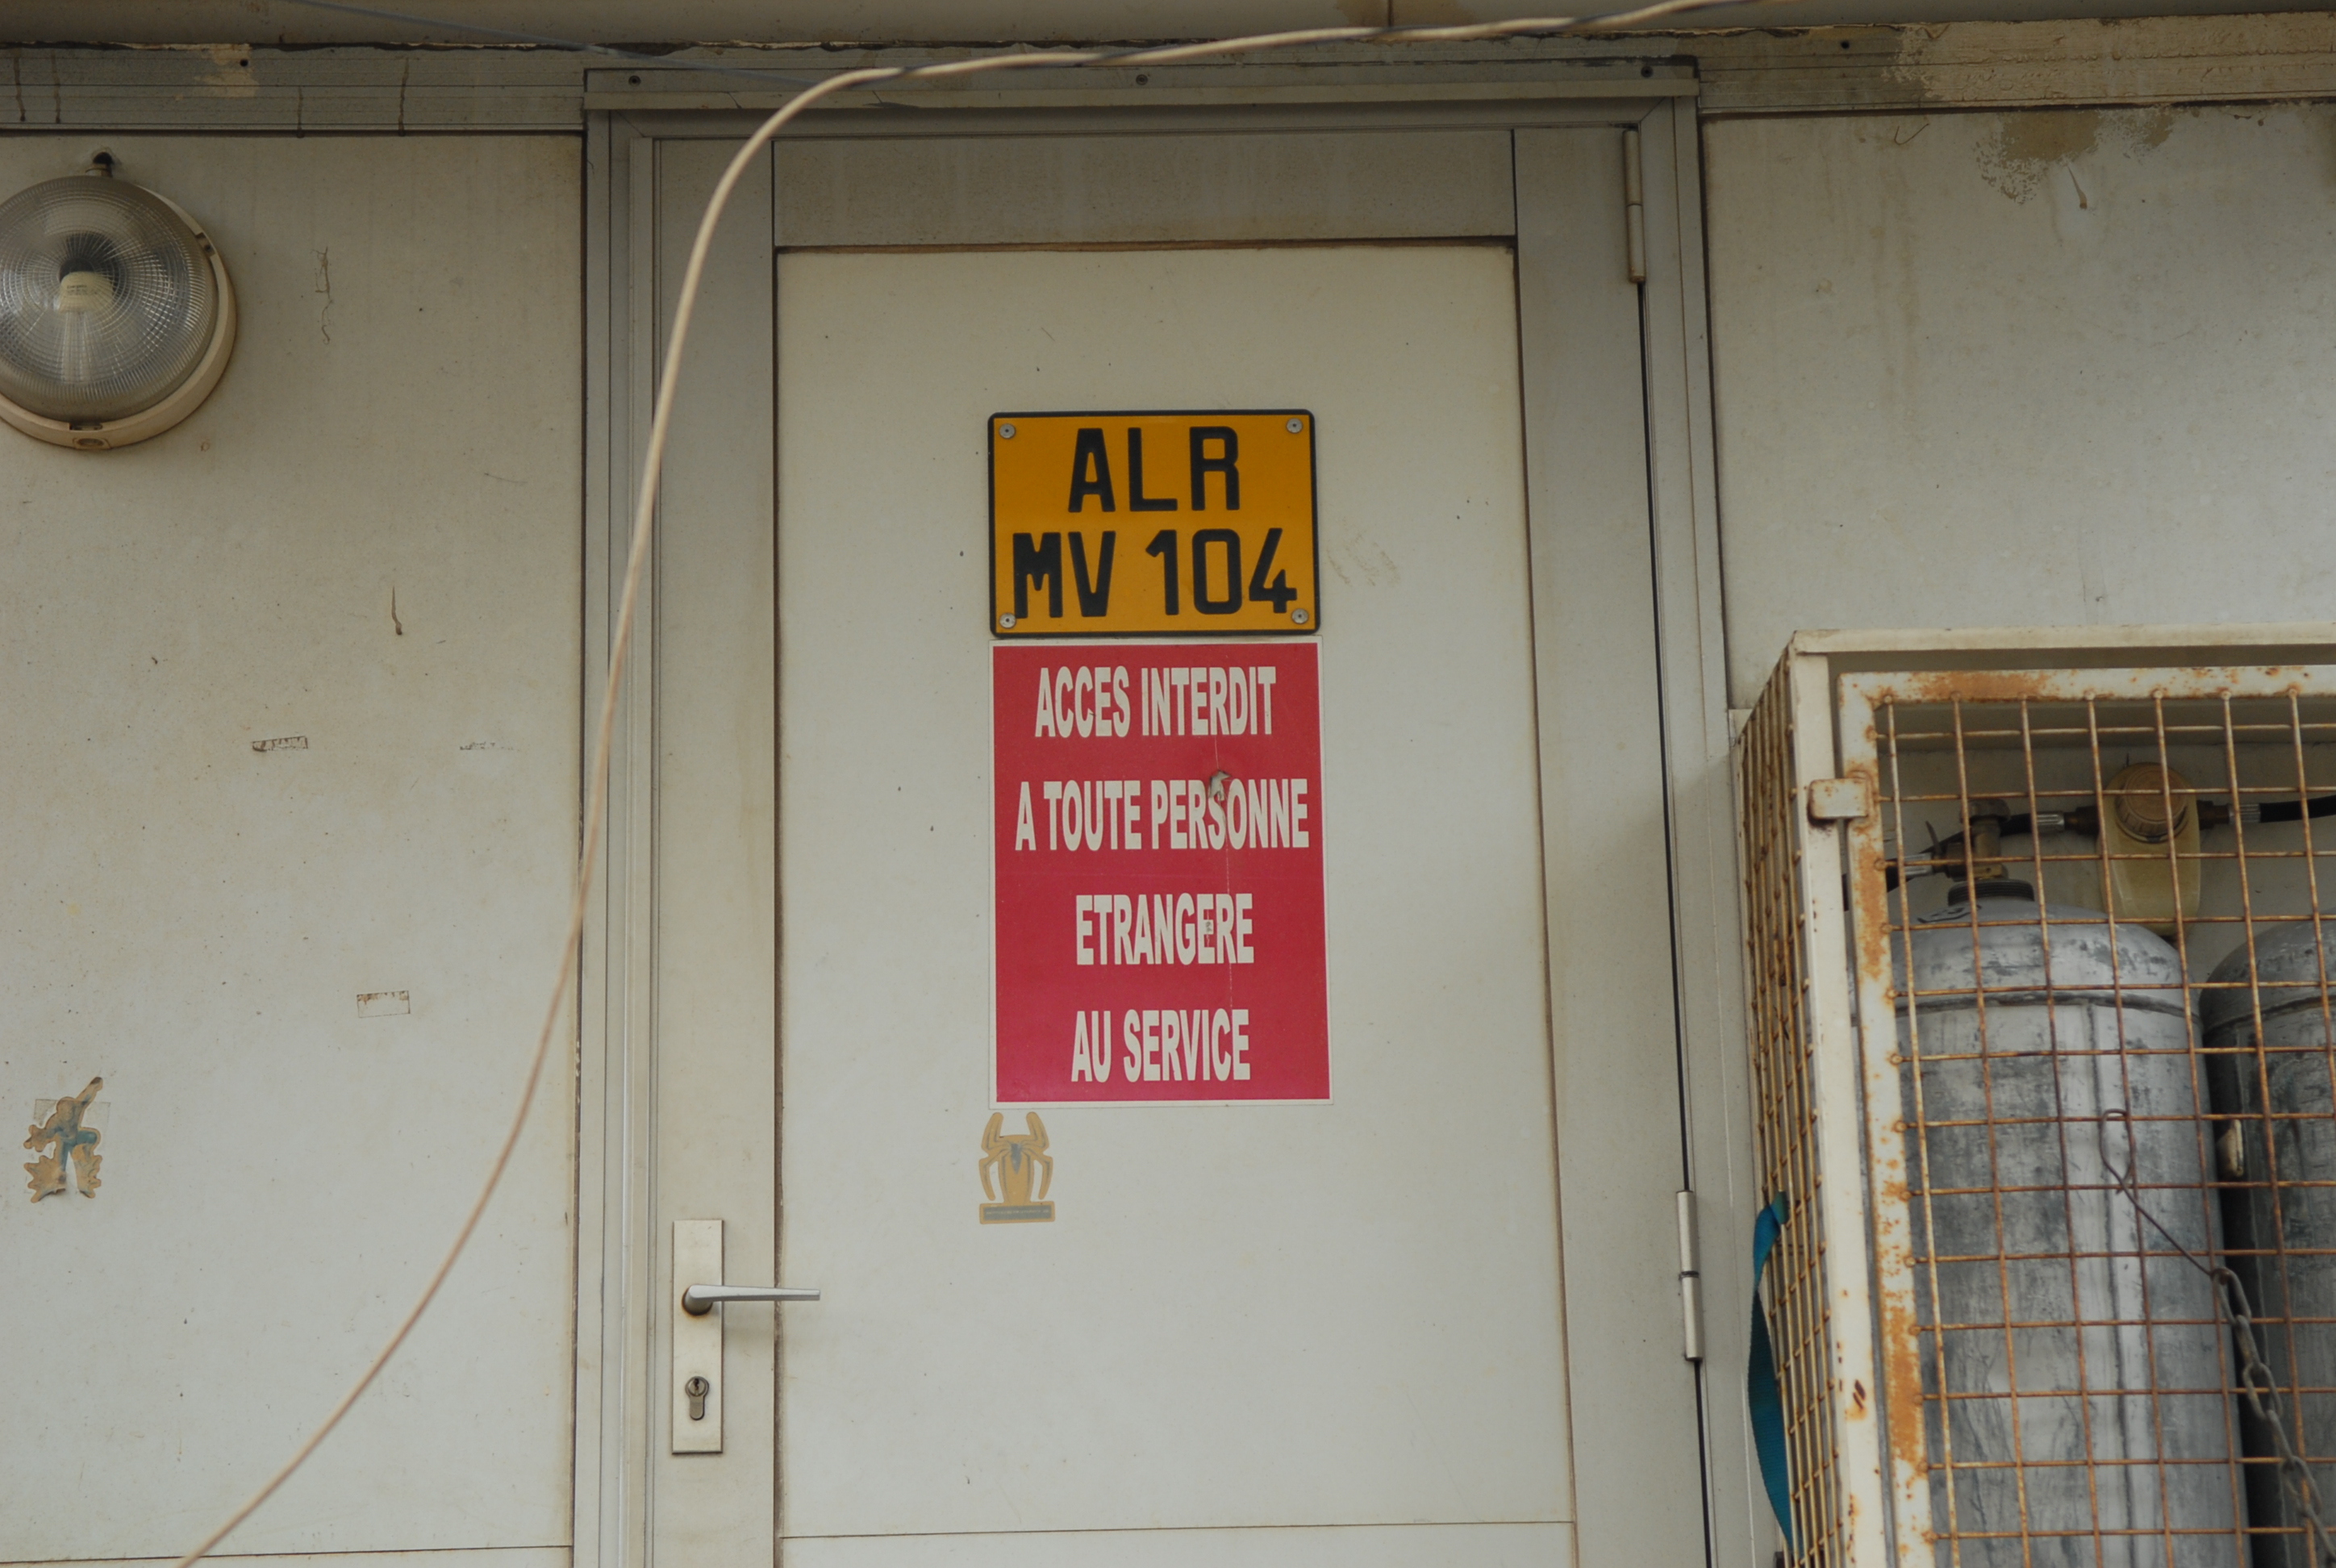 ALR
MV 104
ACCES INTERDIT
A TOUTE PERSONNE
ETRANGERE
AU SERVICE